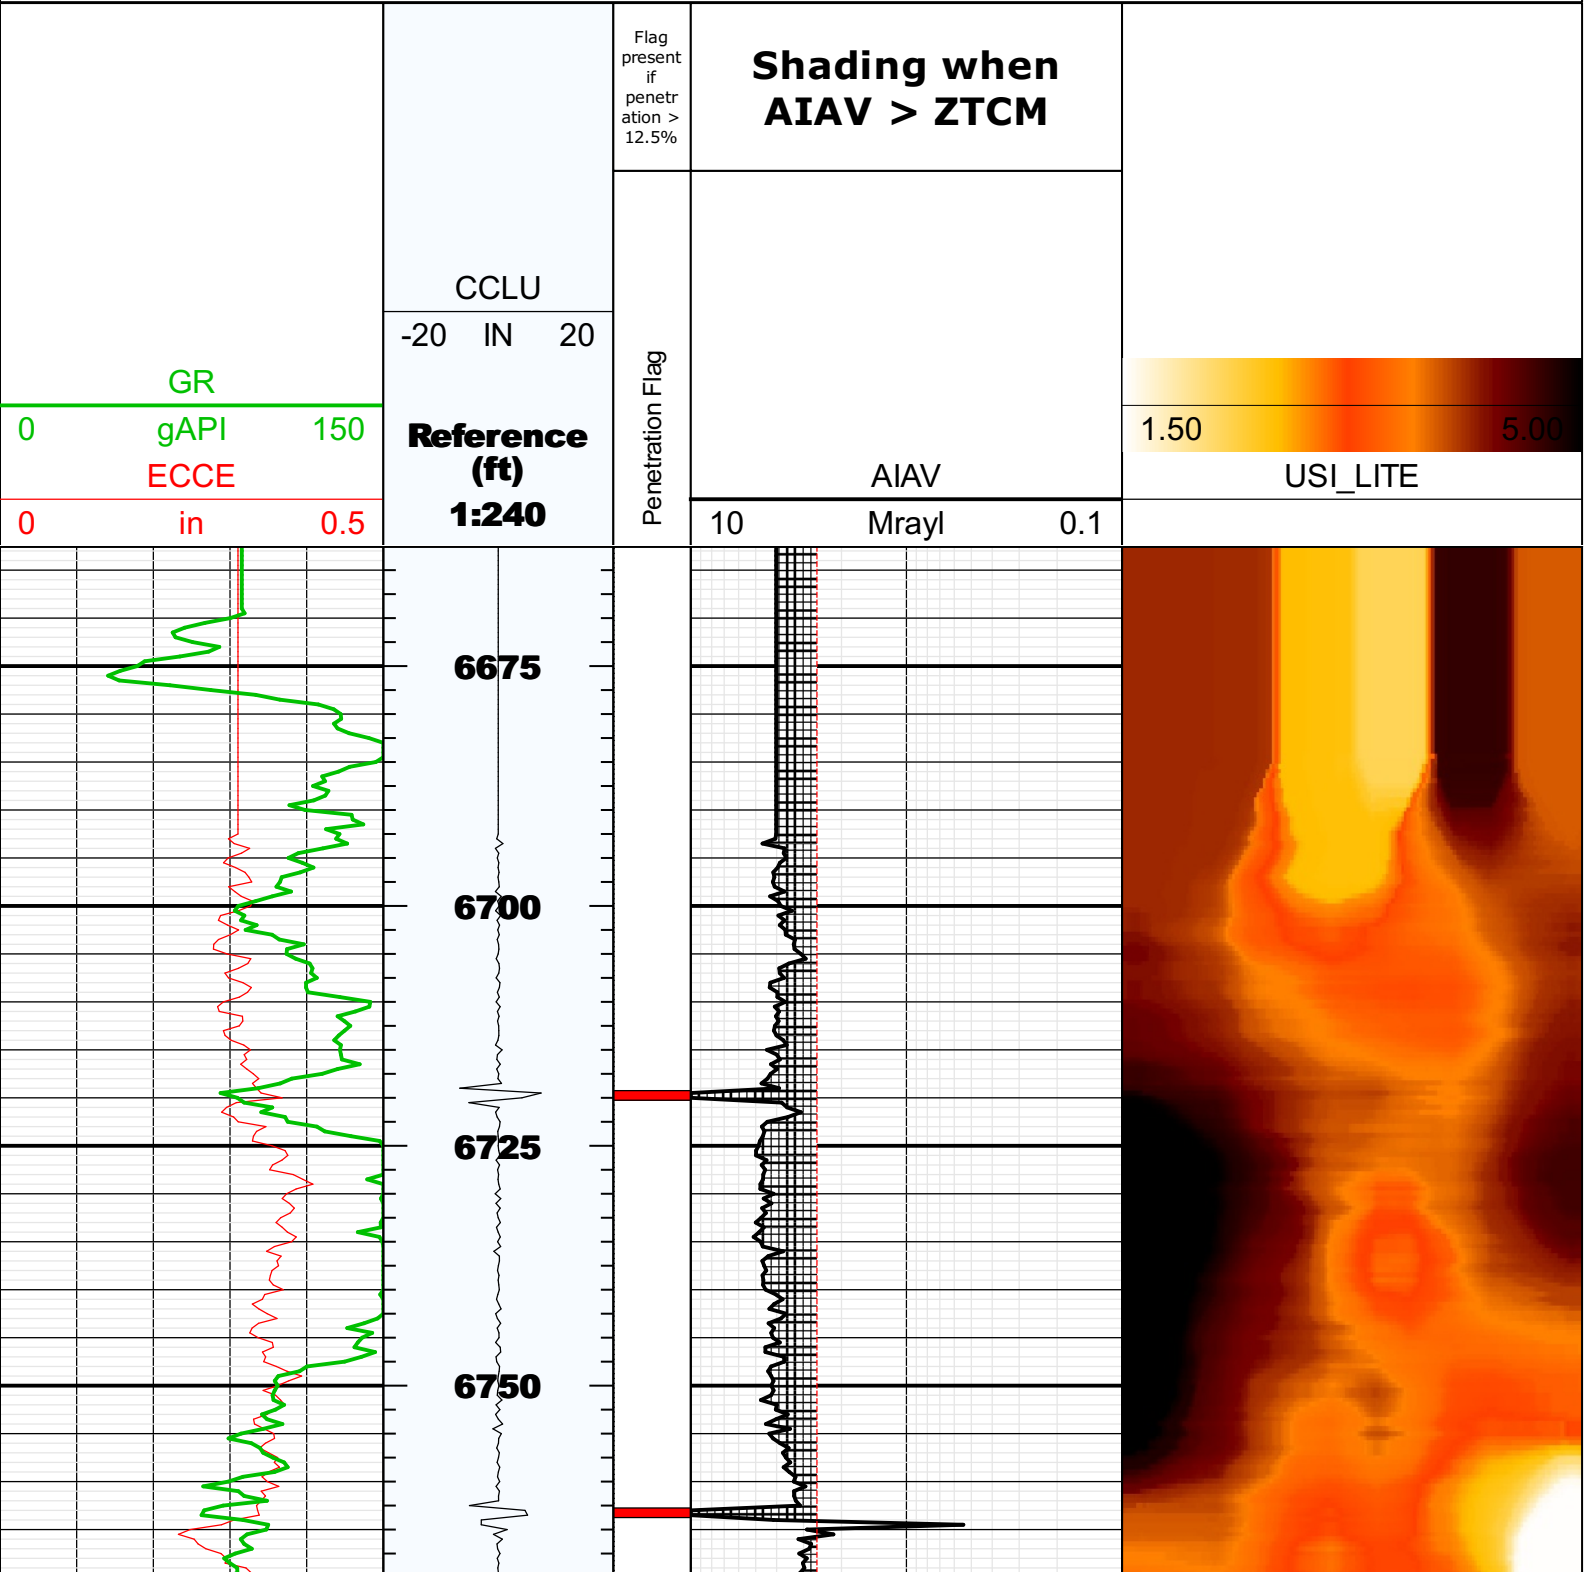 Flag
present
if
penetr
ation >
12.5%
Shading when
AIAV > ZTCM
CCLU
-20 IN 20
GR
0 gAPI 150
ECCE
0 in 0.5
Reference
(ft)
1:240
Penetration Flag
AIAV
10 Mrayl 0.1
1.50 5.00
USI_LITE
6675
6700
6725
6750